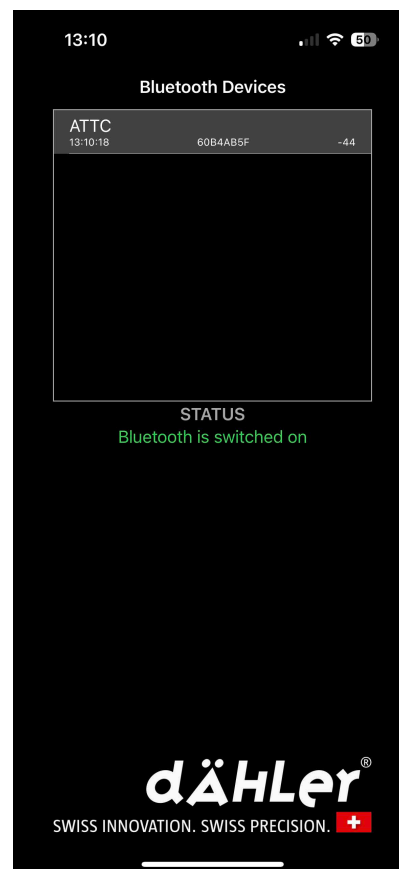 13:10
50
Bluetooth Devices
ATTC
13:10:18 60B4AB5F -44
STATUS
Bluetooth is switched on
dÄHLer®
SWISS INNOVATION. SWISS PRECISION.